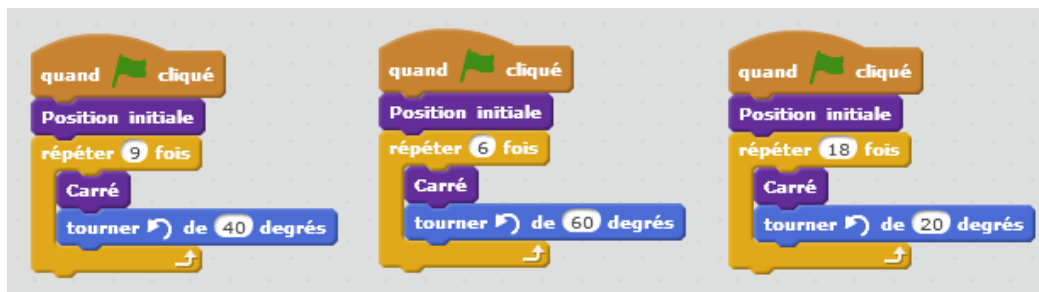 quand cliqué
Position initiale
répéter 9 fois
Carré
tourner de 40 degrés
quand cliqué
Position initiale
répéter 6 fois
Carré
tourner de 60 degrés
quand cliqué
Position initiale
répéter 18 fois
Carré
tourner de 20 degrés